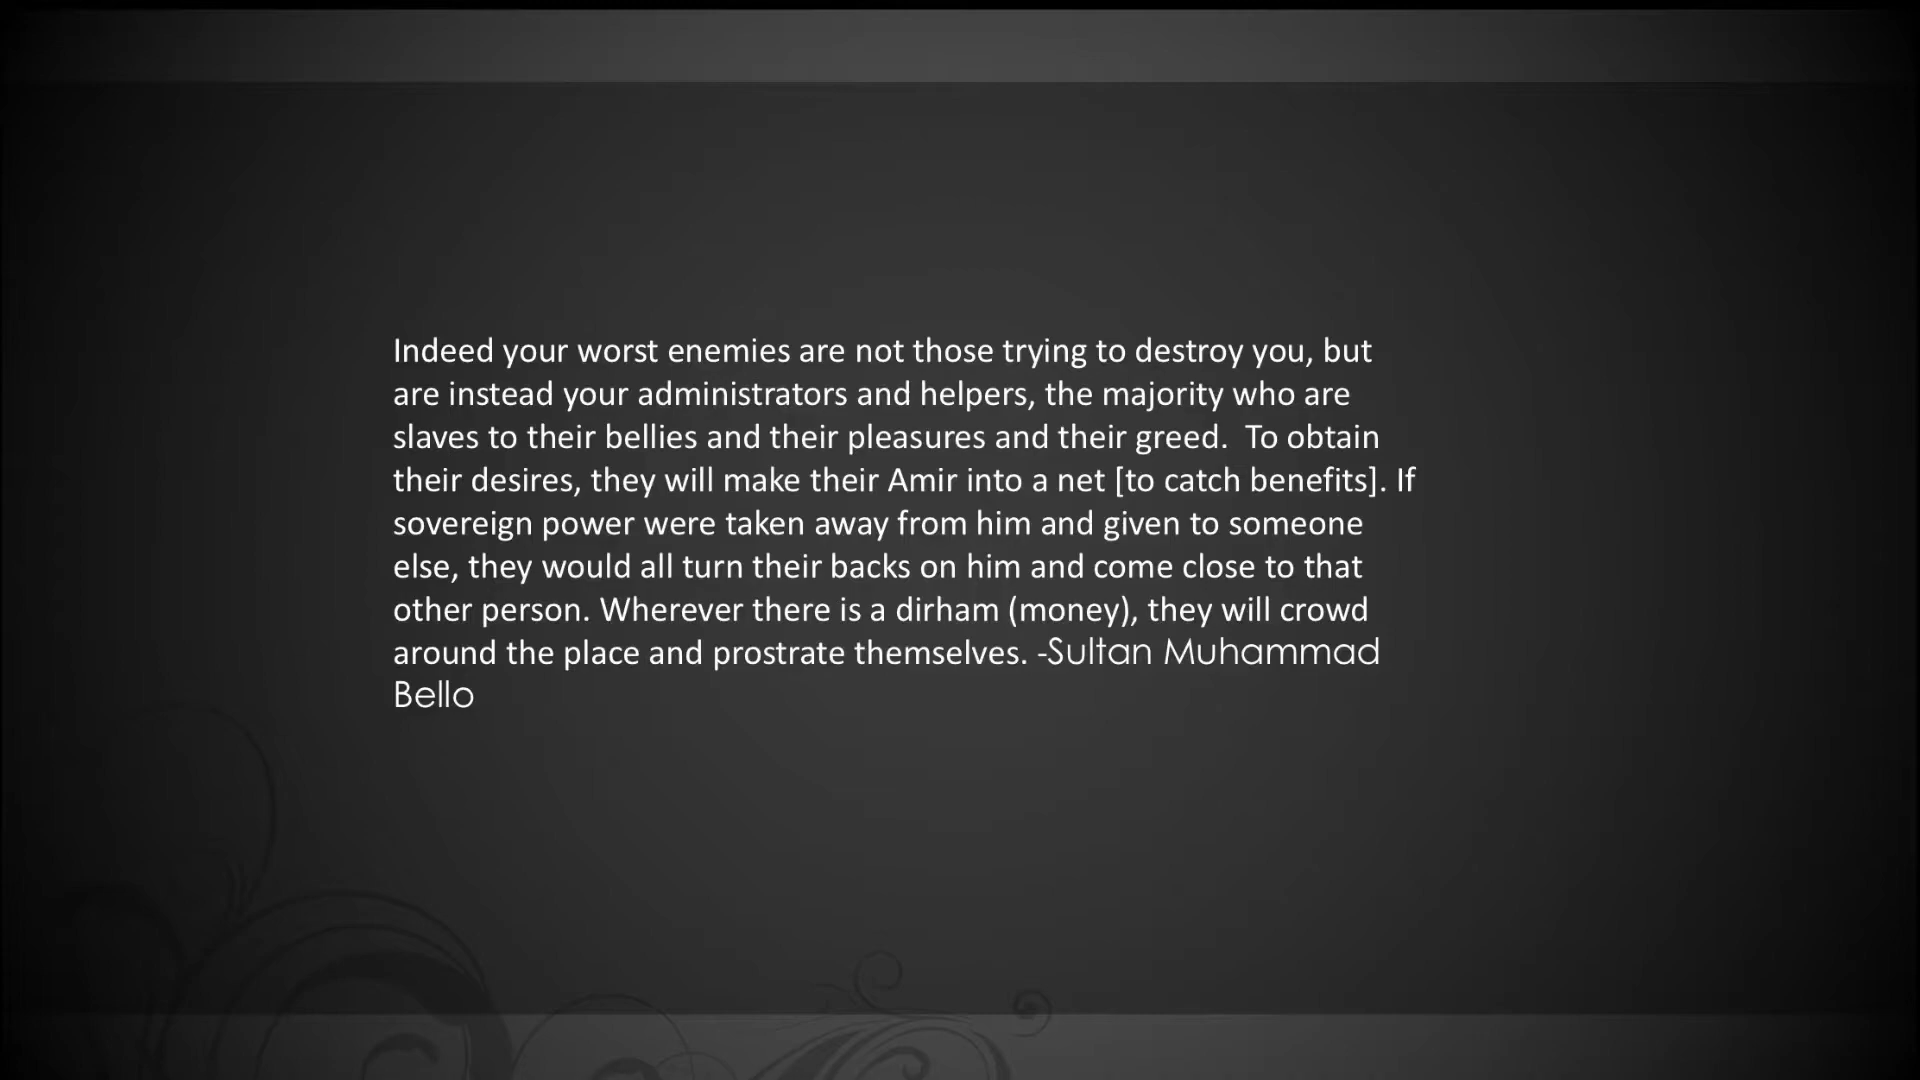 Indeed your worst enemies are not those trying to destroy you, but
are instead your administrators and helpers, the majority who are
slaves to their bellies and their pleasures and their greed.  To obtain
their desires, they will make their Amir into a net [to catch benefits]. If
sovereign power were taken away from him and given to someone
else, they would all turn their backs on him and come close to that
other person. Wherever there is a dirham (money), they will crowd
around the place and prostrate themselves. -Sultan Muhammad
Bello